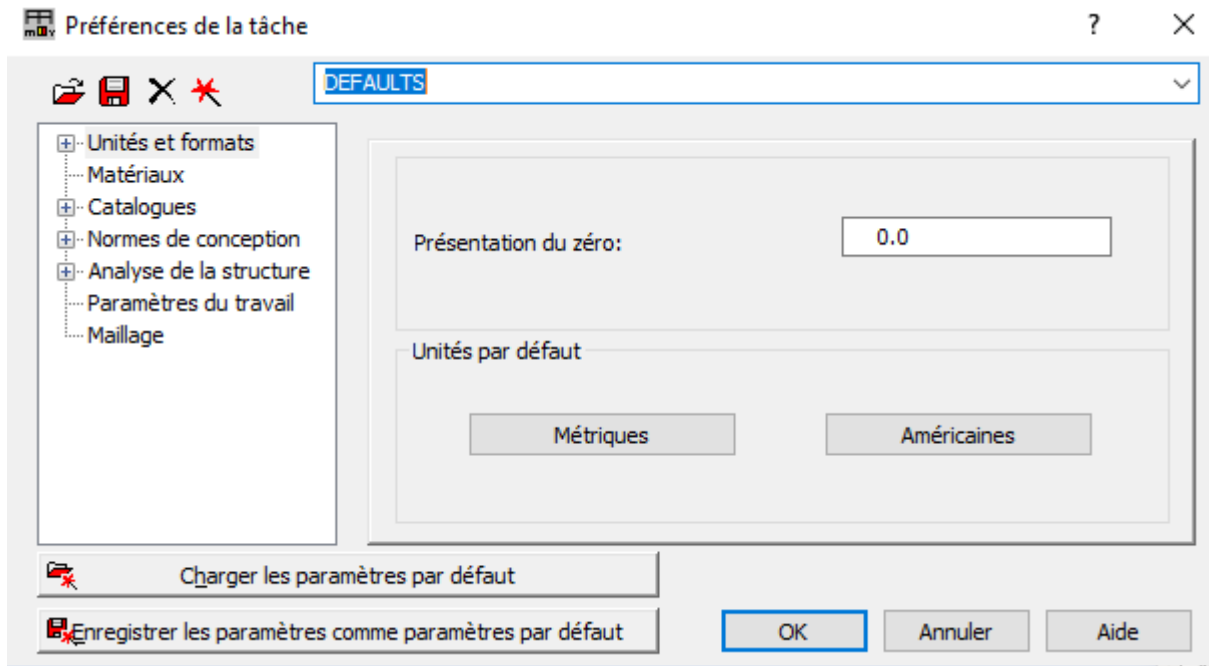 Préférences de la tâche
?
DEFAULTS
Unités et formats
Matériaux
Catalogues
Normes de conception
Analyse de la structure
Paramètres du travail
Maillage
Présentation du zéro:
0.0
Unités par défaut
Métriques
Américaines
Charger les paramètres par défaut
Enregistrer les paramètres comme paramètres par défaut
OK
Annuler
Aide